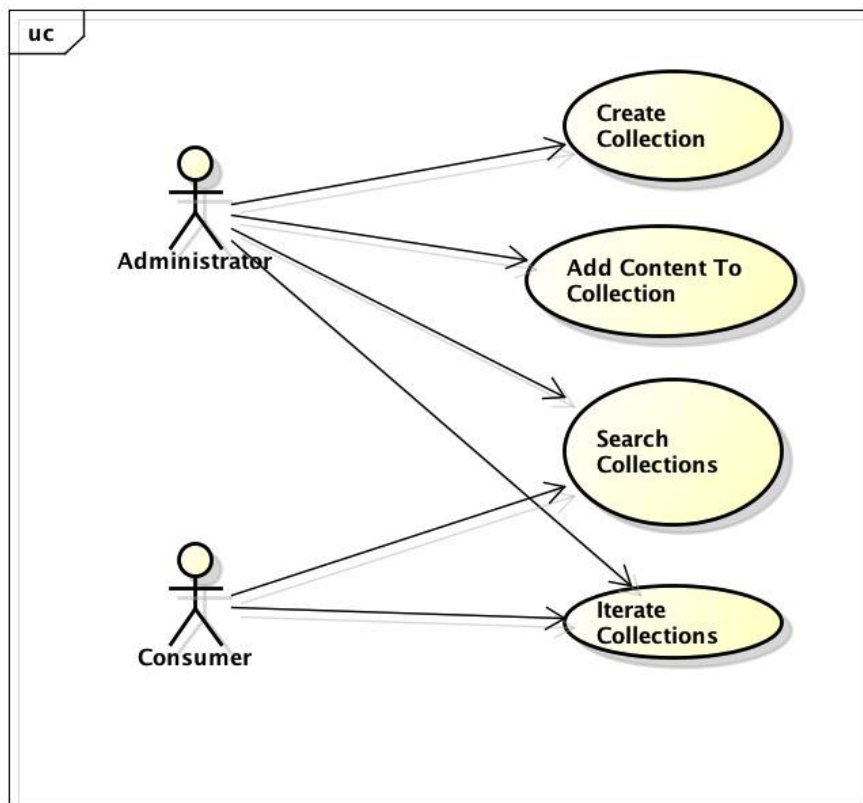 uc
Create
Collection
Administrator
Add Content To
Collection
Search
Collections
Consumer
Iterate
Collections